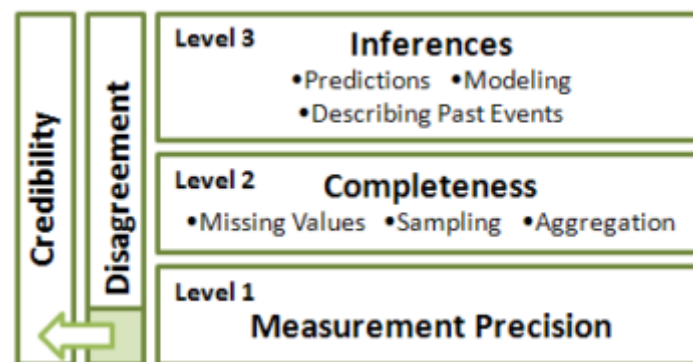 Credibility
Disagreement
Level 3
Inferences
•Predictions •Modeling
•Describing Past Events
Level 2
Completeness
•Missing Values •Sampling •Aggregation
Level 1
Measurement Precision